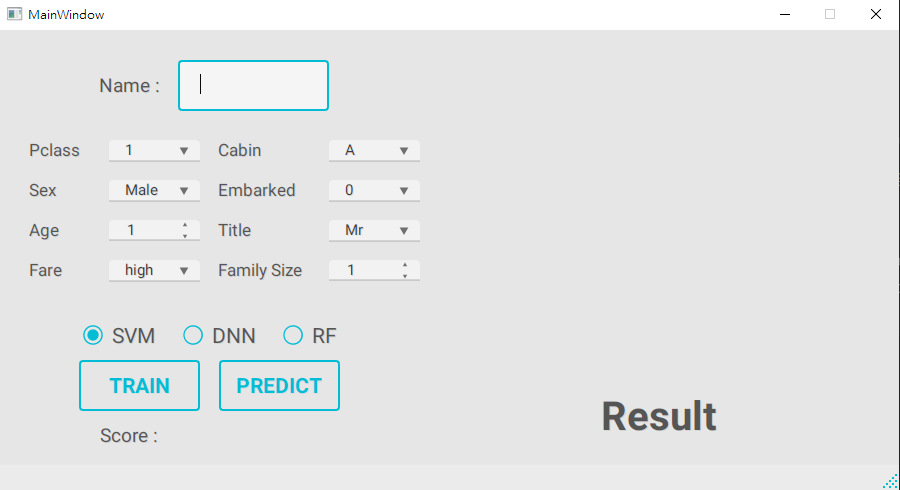 MainWindow
Name :
Pclass 1 Cabin A
Sex Male Embarked 0
Age 1 Title Mr
Fare high Family Size 1
SVM DNN RF
TRAIN PREDICT
Result
Score :